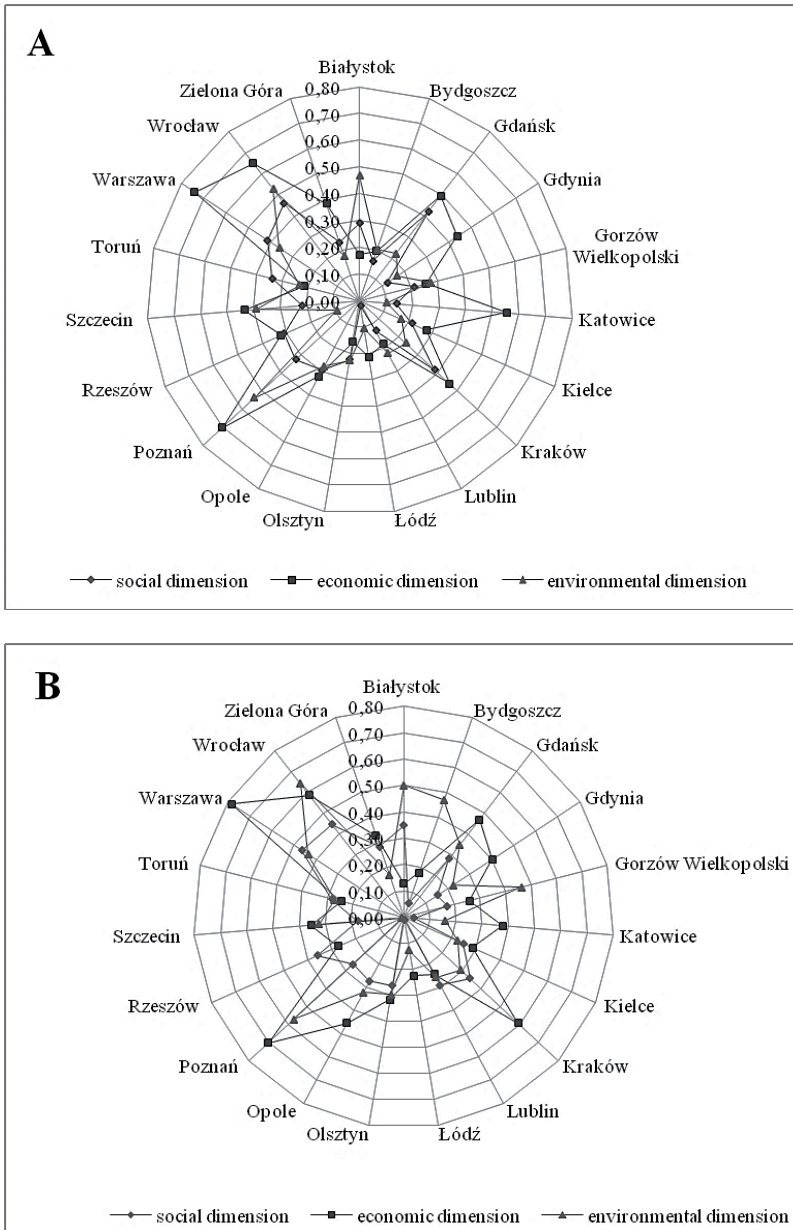 A
Białystok
Zielona Góra
0,80
Bydgoszcz
0,70
Wrocław
Gdańsk
0,60
0,50
Warszawa
Gdynia
0,40
0,30
Toruń
Gorzów
Wielkopolski
0,20
0,10
0,00
Szczecin
Katowice
Rzeszów
Kielce
Poznań
Kraków
Opole
Lublin
Olsztyn
Łódź
social dimension economic dimension environmental dimension
B
Białystok
Zielona Góra
0,80
Bydgoszcz
0,70
Wrocław
Gdańsk
0,60
0,50
Warszawa
Gdynia
0,40
0,30
Toruń
Gorzów Wielkopolski
0,20
0,10
0,00
Szczecin
Katowice
Rzeszów
Kielce
Poznań
Kraków
Opole
Lublin
Olsztyn
Łódź
social dimension economic dimension environmental dimension